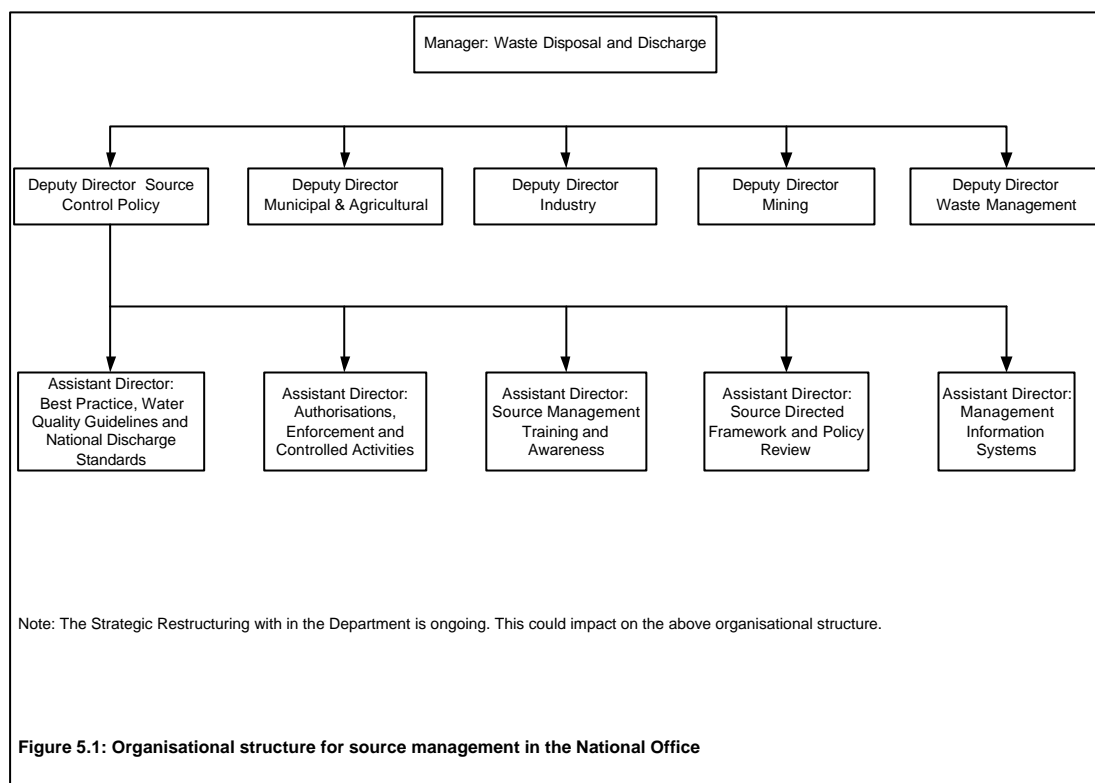 Manager: Waste Disposal and Discharge
Deputy Director Source
Control Policy
Deputy Director
Municipal & Agricultural
Deputy Director
Industry
Deputy Director
Mining
Deputy Director
Waste Management
Assistant Director:
Best Practice, Water
Quality Guidelines and
National Discharge
Standards
Assistant Director:
Authorisations,
Enforcement and
Controlled Activities
Assistant Director:
Source Management
Training and
Awareness
Assistant Director:
Source Directed
Framework and Policy
Review
Assistant Director:
Management
Information
Systems
Note: The Strategic Restructuring with in the Department is ongoing. This could impact on the above organisational structure.
Figure 5.1: Organisational structure for source management in the National Office